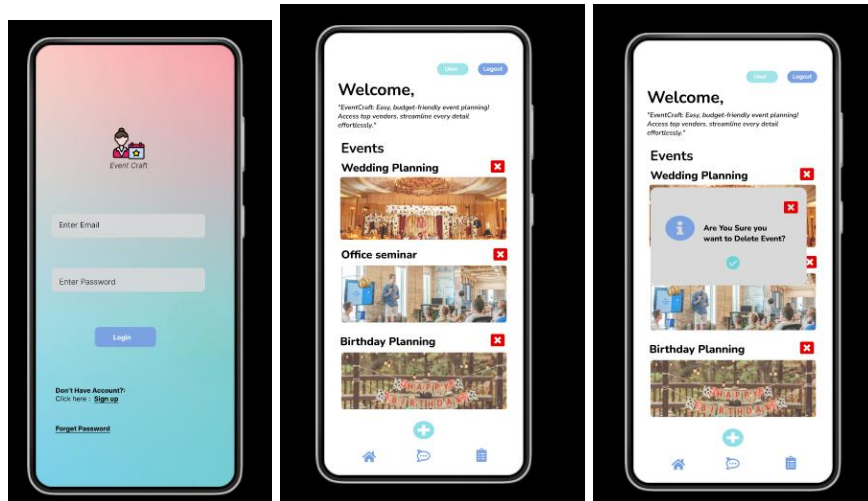 Event Craft
Enter Email
Enter Password
Login
Don't Have Account?:
Click here : Sign up
Forget Password
User
Logout
Welcome,
"EventCraft: Easy, budget-friendly event planning!
Access top vendors, streamline every detail
effortlessly."
Events
Wedding Planning
Office seminar
Birthday Planning
HAPPY
BIRTHDAY
User
Logout
Welcome,
"EventCraft: Easy, budget-friendly event planning!
Access top vendors, streamline every detail
effortlessly."
Events
Wedding Planning
Are You Sure you
want to Delete Event?
Birthday Planning
HAPPY
BIRTHDAY